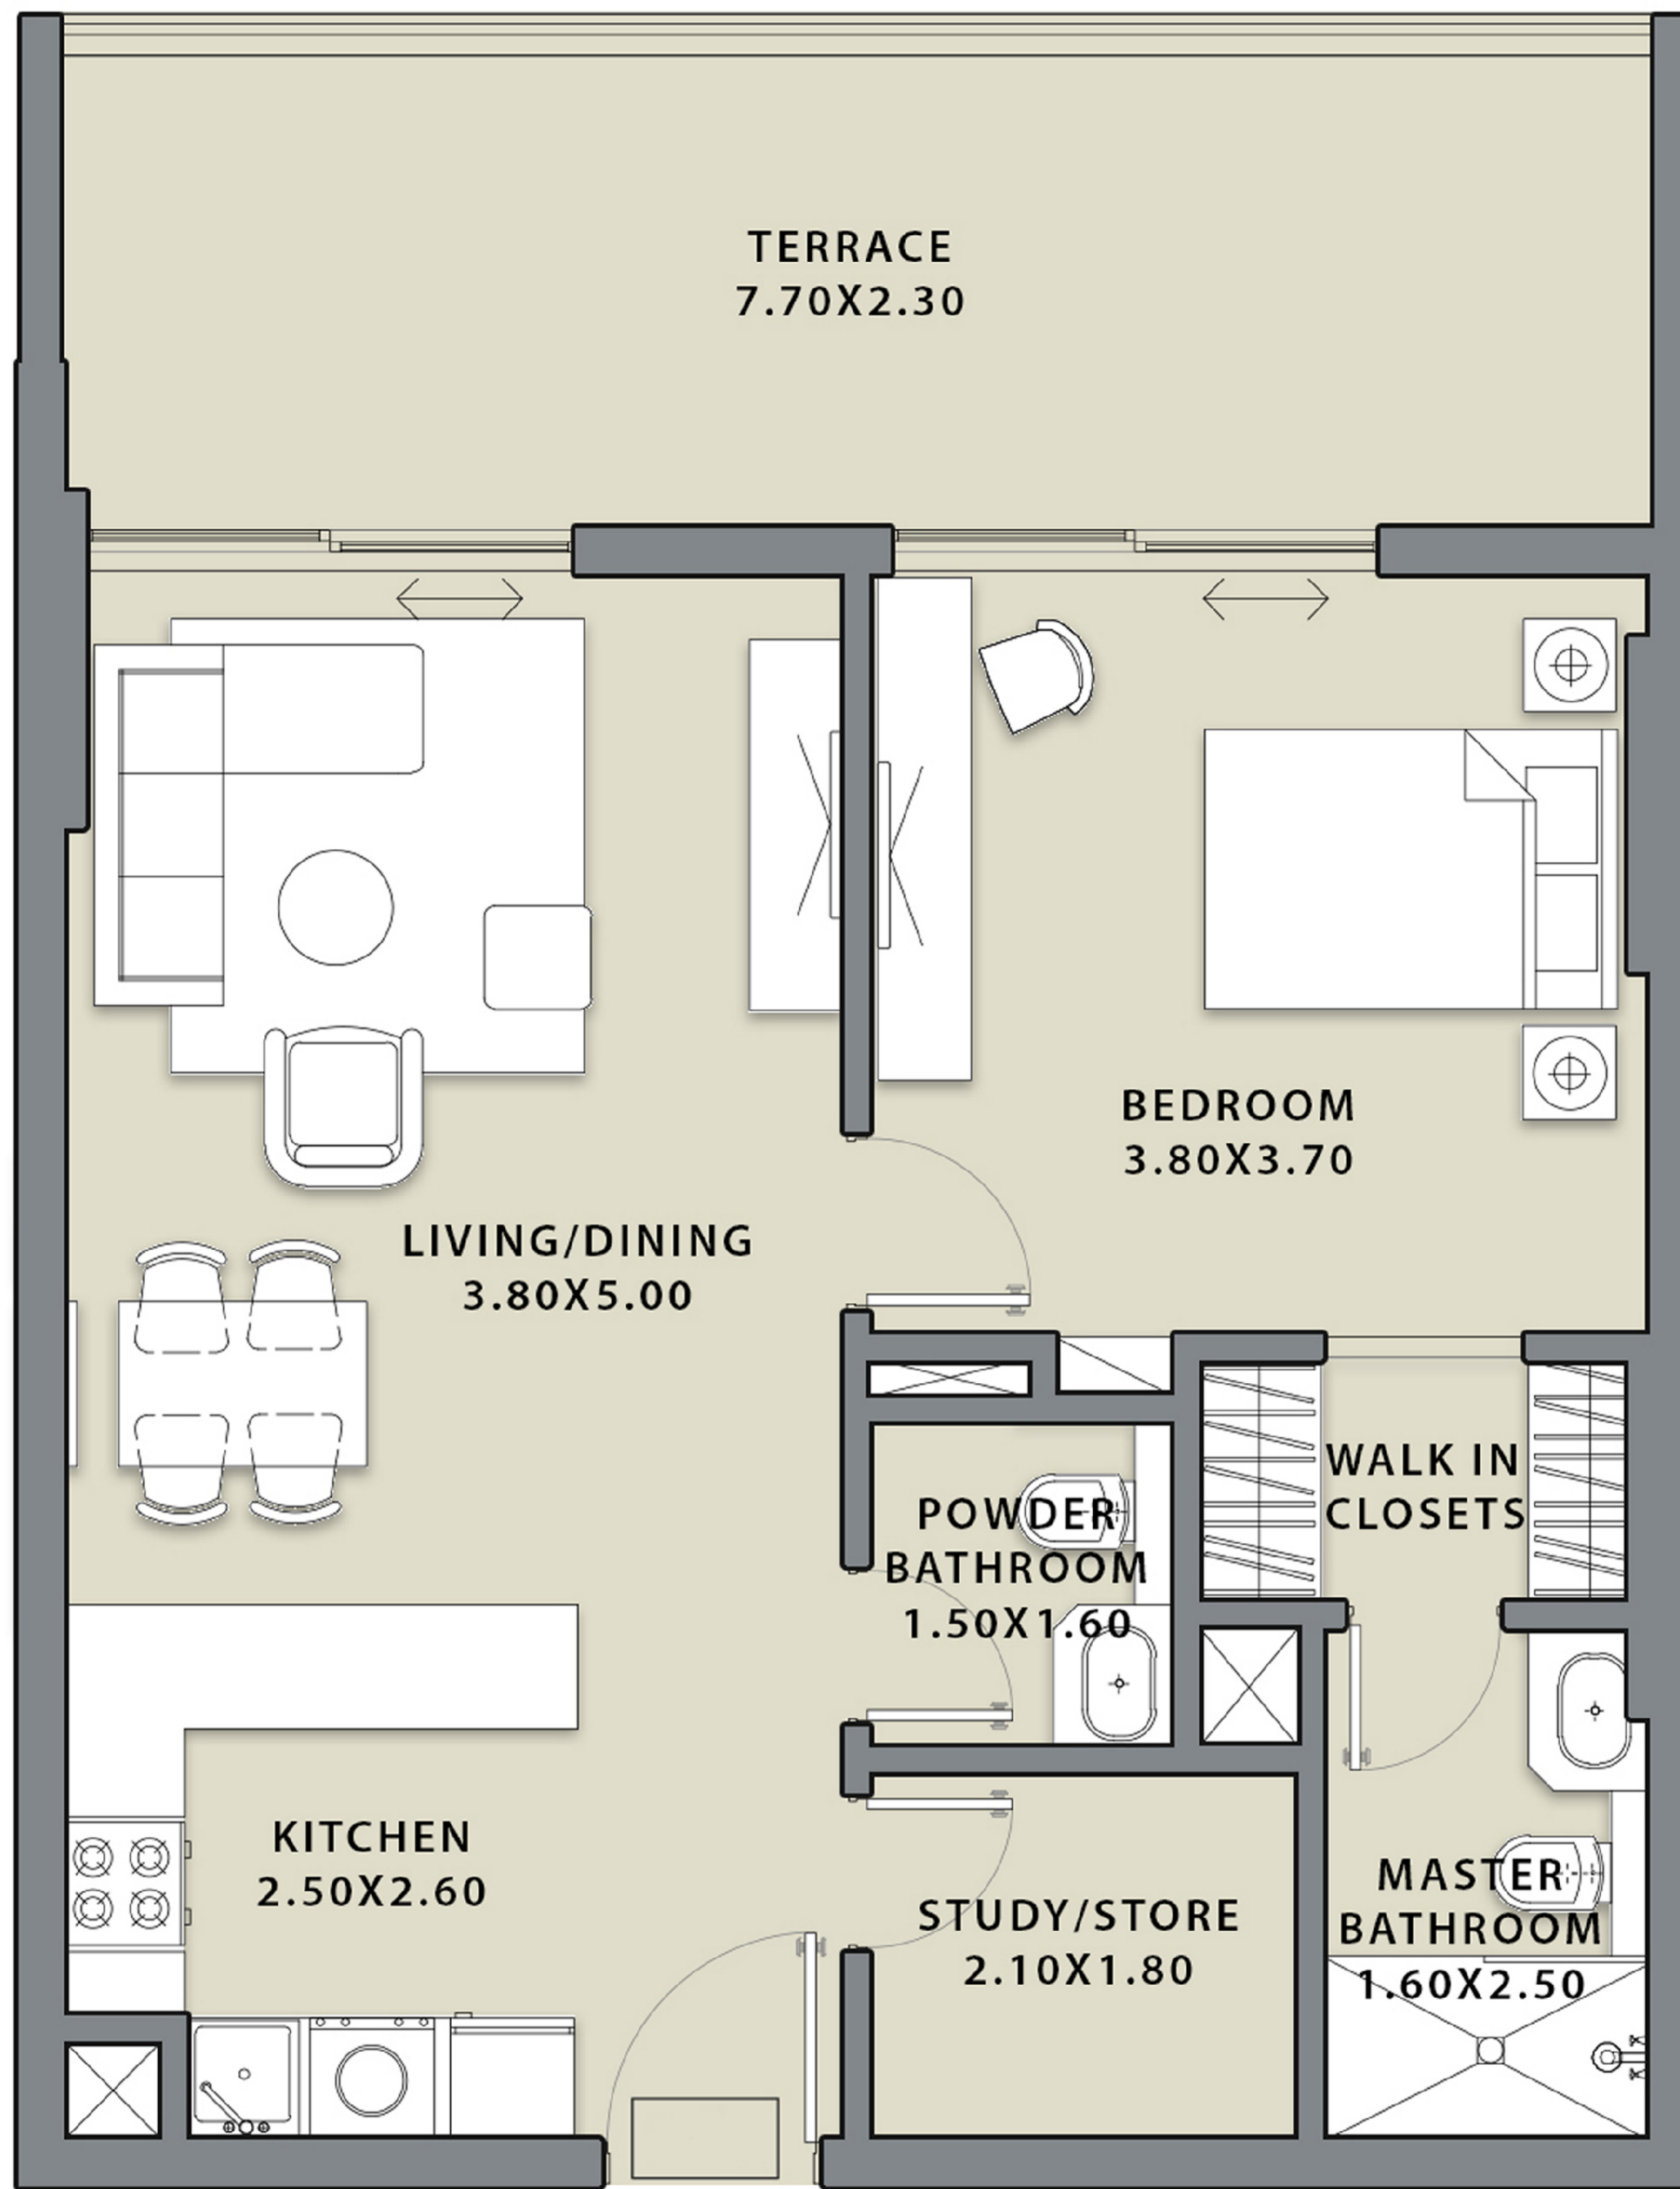 TERRACE
7.70X2.30
BEDROOM
3.80X3.70
LIVING/DINING
3.80X5.00
WALK IN
CLOSETS
POWDER
BATHROOM
1.50X1.60
KITCHEN
2.50X2.60
STUDY/STORE
2.10X1.80
MASTER
BATHROOM
1.60X2.50